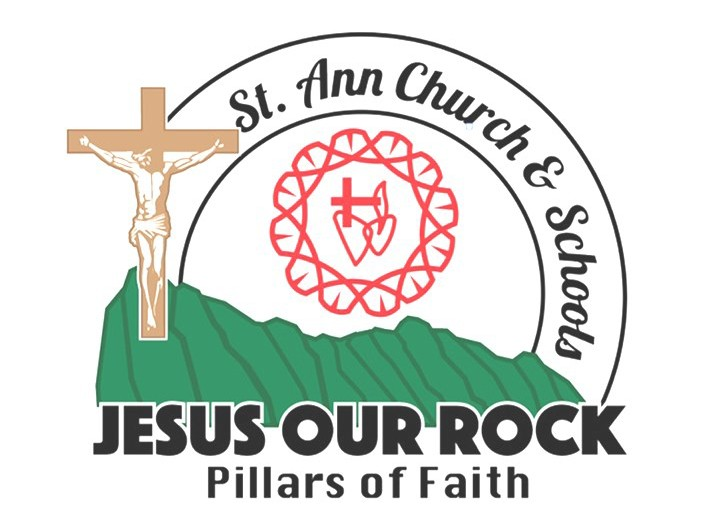 St. Ann Church & Schools
JESUS OUR ROCK
Pillars of Faith